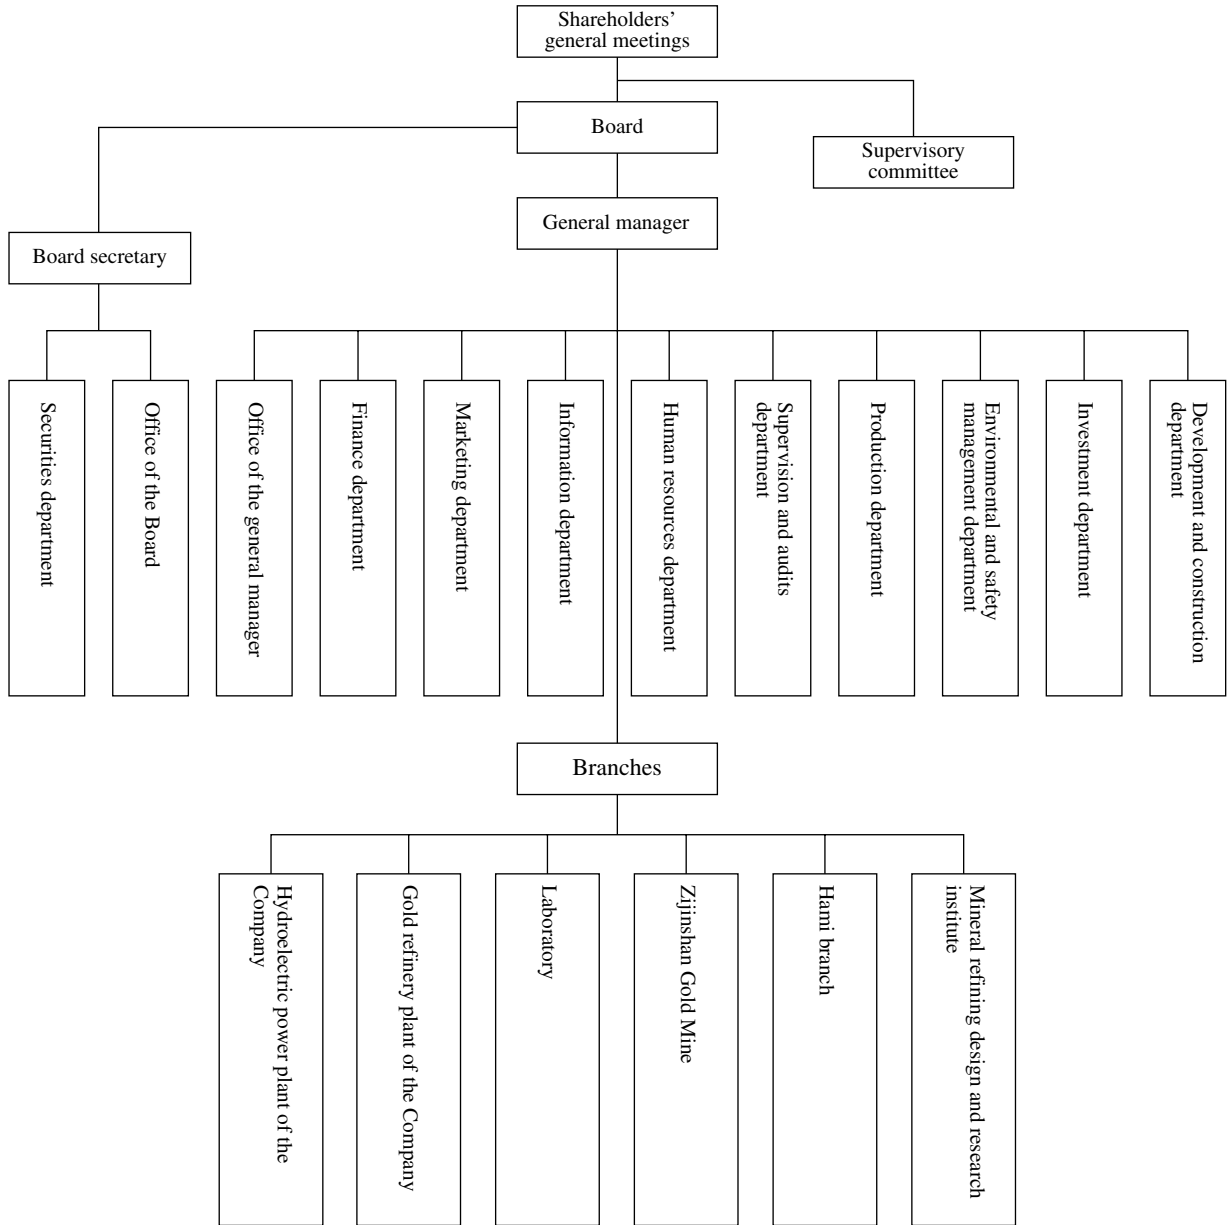 Shareholders'
general meetings
Board
Supervisory
committee
General manager
Board secretary
Securities department
Office of the Board
Office of the general manager
Finance department
Marketing department
Information department
Human resources department
Supervision and audits
department
Production department
Environmental and safety
management department
Investment department
Development and construction
department
Branches
Hydroelectric power plant of the
Company
Gold refinery plant of the Company
Laboratory
Zijinshan Gold Mine
Hami branch
Mineral refining design and research
institute